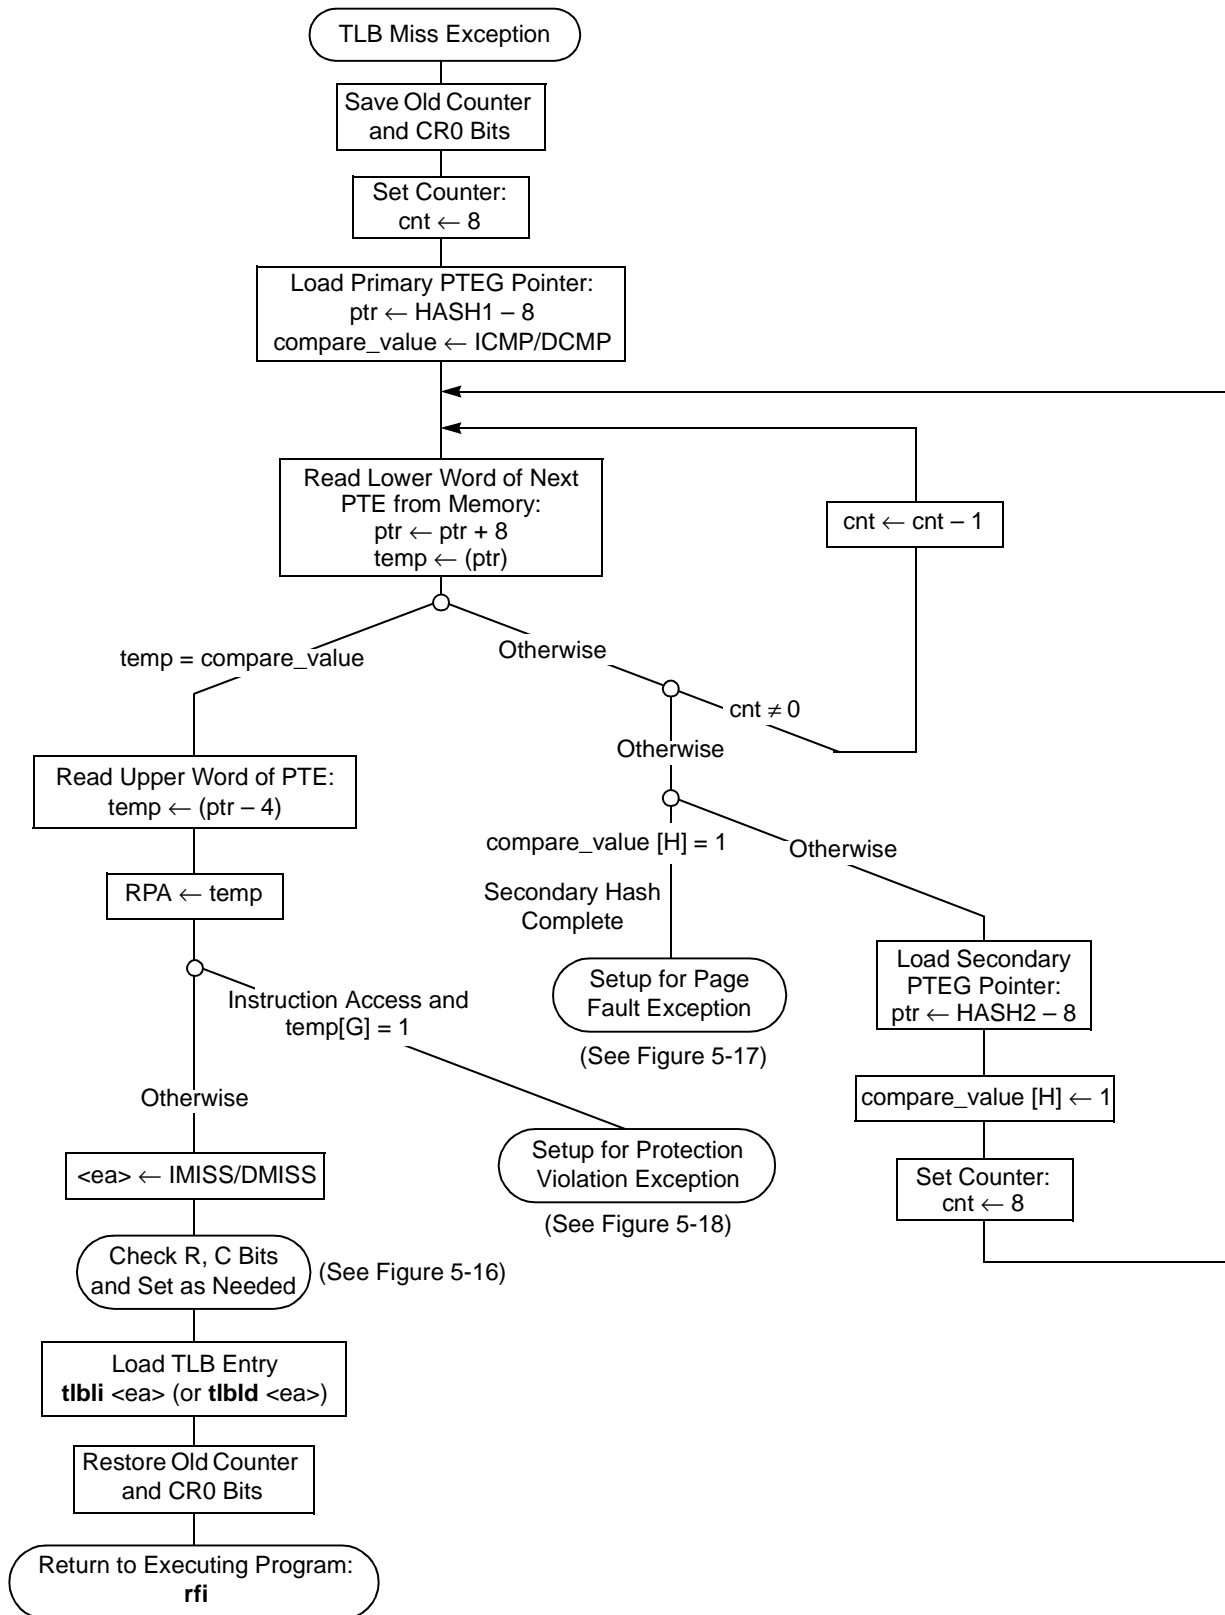 TLB Miss Exception
Save Old Counter
and CR0 Bits
Set Counter:
cnt ← 8
Load Primary PTEG Pointer:
ptr ← HASH1 – 8
compare_value ← ICMP/DCMP
Read Lower Word of Next
PTE from Memory:
ptr ← ptr + 8
temp ← (ptr)
cnt ← cnt – 1
temp = compare_value
Otherwise
cnt ≠ 0
Otherwise
Read Upper Word of PTE:
temp ← (ptr – 4)
compare_value [H] = 1
Otherwise
RPA ← temp
Secondary Hash
Complete
Instruction Access and
temp[G] = 1
Setup for Page
Fault Exception
(See Figure 5-17)
Load Secondary
PTEG Pointer:
ptr ← HASH2 – 8
Otherwise
compare_value [H] ← 1
<ea> ← IMISS/DMISS
Setup for Protection
Violation Exception
(See Figure 5-18)
Set Counter:
cnt ← 8
Check R, C Bits
and Set as Needed
(See Figure 5-16)
Load TLB Entry
tlbli <ea> (or tlbld <ea>)
Restore Old Counter
and CR0 Bits
Return to Executing Program:
rfi